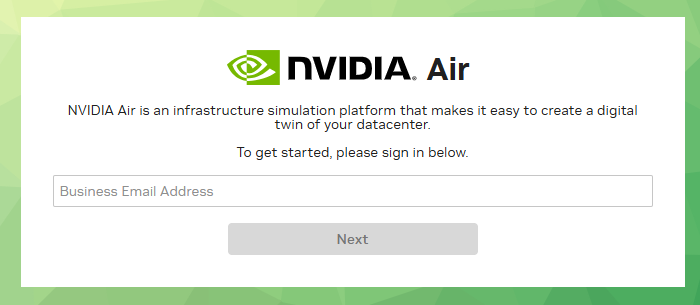 NVIDIA. Air
NVIDIA Air is an infrastructure simulation platform that makes it easy to create a digital
twin of your datacenter.
To get started, please sign in below.
Business Email Address
Next